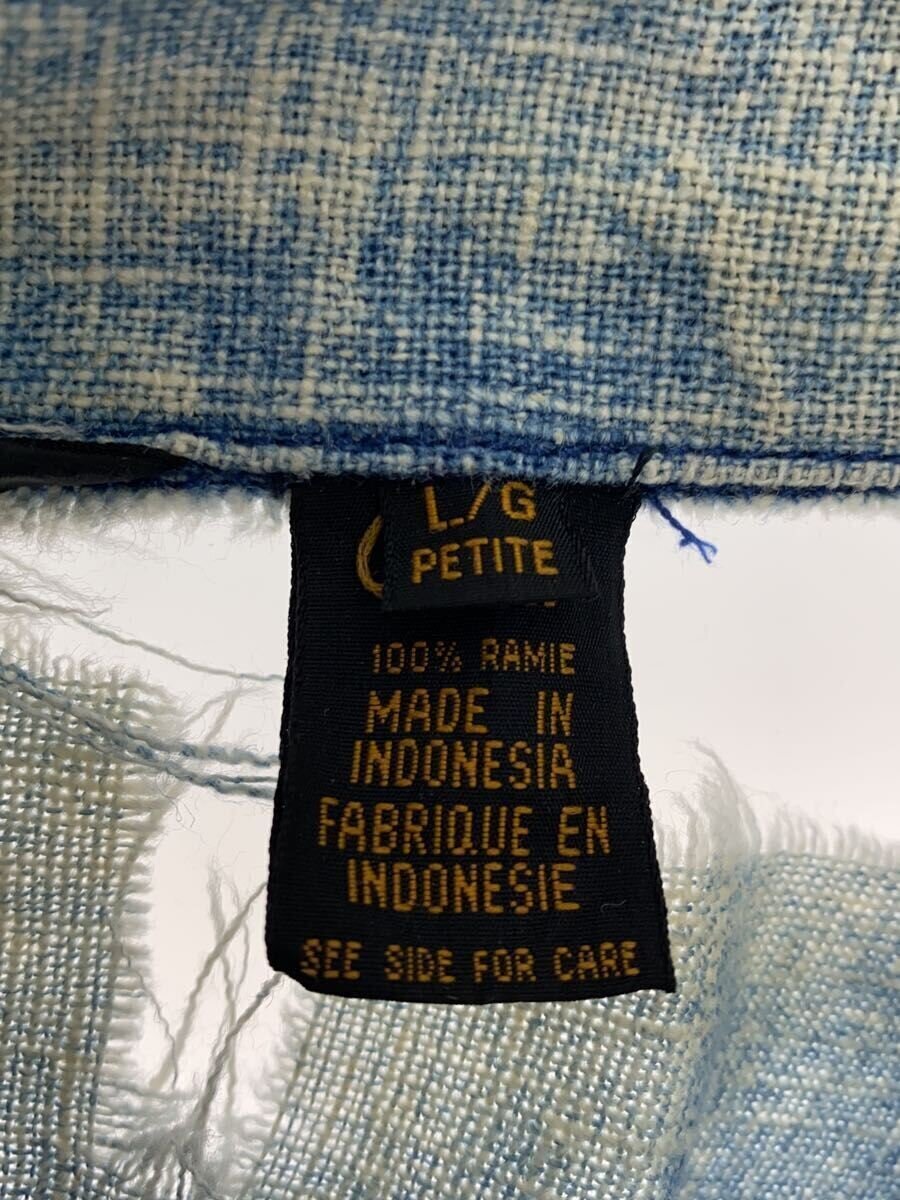 L/G
PETITE
100% RAMIE
MADE IN
INDONESIA
FABRIQUE EN
INDONESIE
SEE SIDE FOR CARE